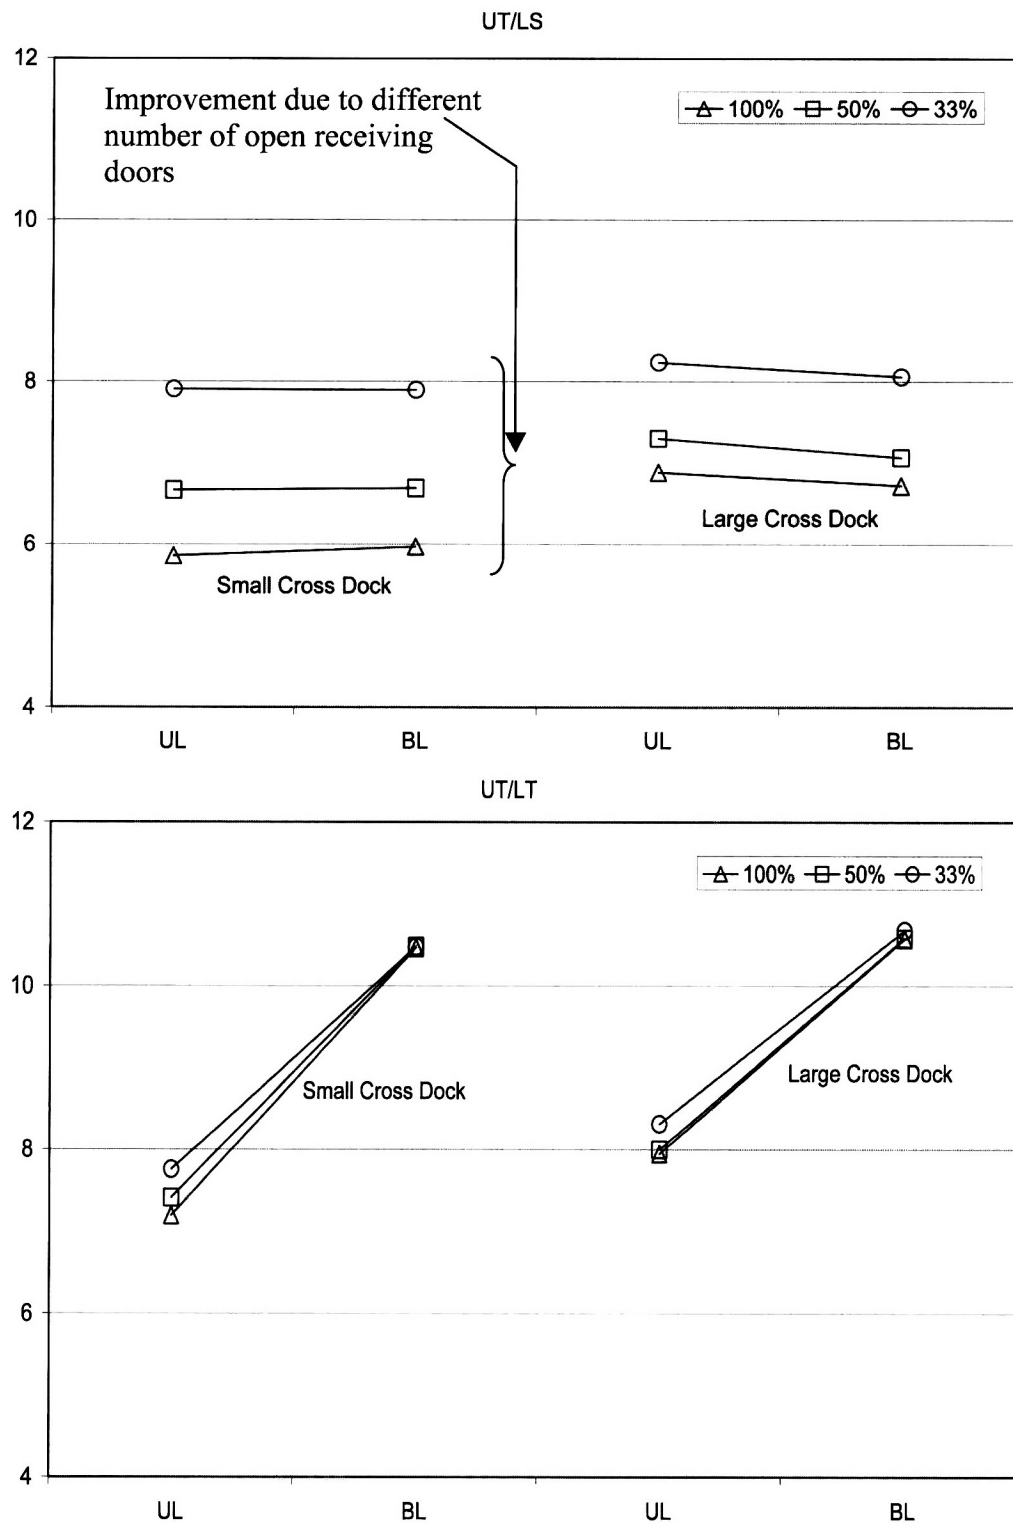 UT/LS
12
Improvement due to different
number of open receiving
doors
100% 50% 33%
10
8
Large Cross Dock
6
Small Cross Dock
4
UL BL UL BL
UT/LT
12
100% 50% 33%
10
Large Cross Dock
Small Cross Dock
8
6
4
UL BL UL BL